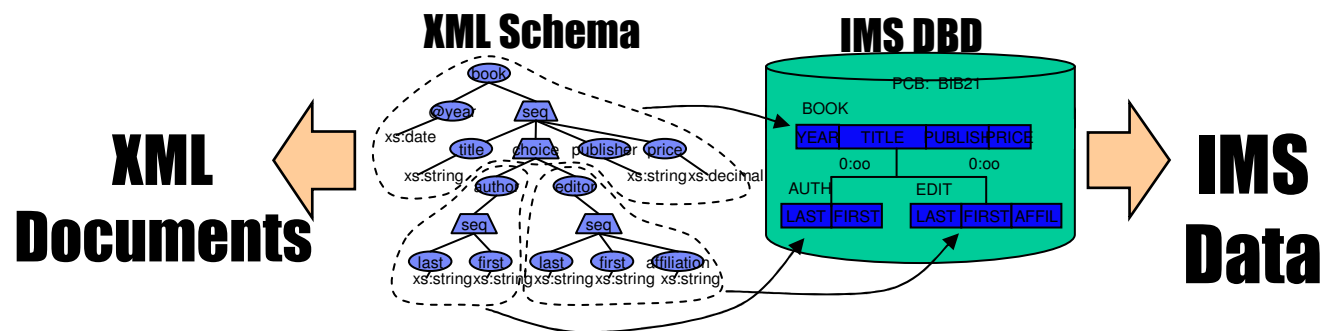 XML Schema
IMS DBD
XML
Documents
book
@year
seq
xs:date
title
choice
publisher
price
xs:string
xs:string
xs:decimal
author
editor
seq
seq
last
first
last
first
affiliation
xs:string
xs:string
xs:string
xs:string
xs:string
PCB: BIB21
BOOK
YEAR
TITLE
PUBLISH
PRICE
0:oo
0:oo
AUTH
EDIT
LAST
FIRST
LAST
FIRST
AFFIL
IMS
Data